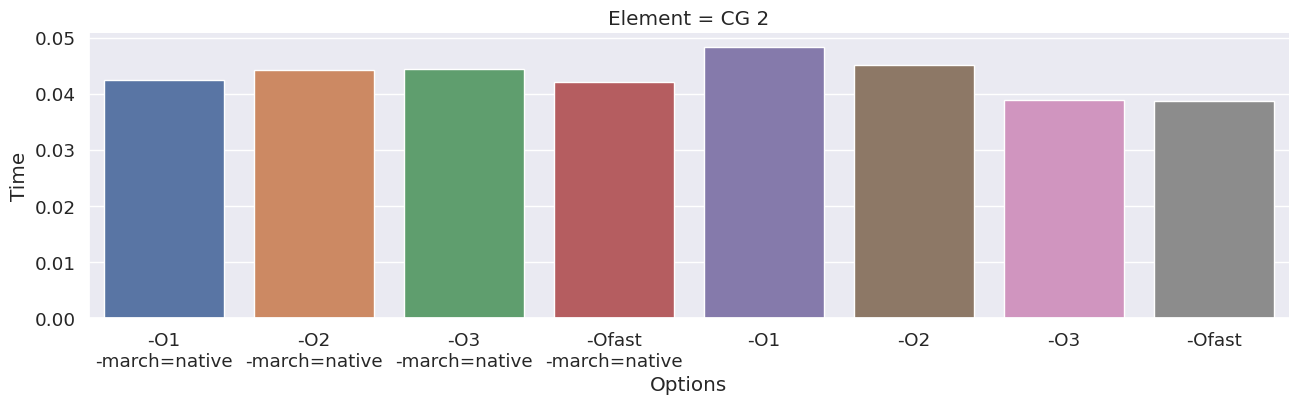 Element = CG 2
Time
0.05
0.04
0.03
0.02
0.01
0.00
-O1
-march=native
-O2
-march=native
-O3
-march=native
-Ofast
-march=native
-O1
-O2
-O3
-Ofast
Options